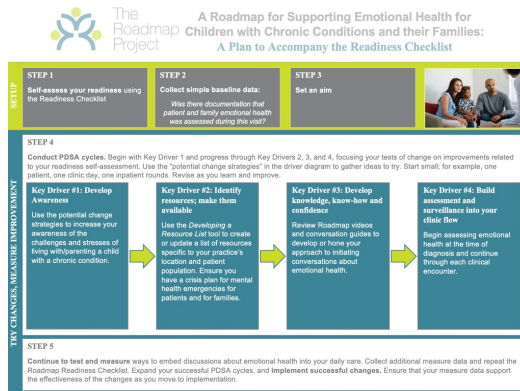 The
Roadmap
Project
A Roadmap for Supporting Emotional Health for
Children with Chronic Conditions and their Families:
A Plan to Accompany the Readiness Checklist
SETUP
STEP 1
Self-assess your readiness using
the Readiness Checklist
STEP 2
Collect simple baseline data:
Was there documentation that
patient and family emotional health
was assessed during this visit?
STEP 3
Set an aim
TRY CHANGES, MEASURE IMPROVEMENT
STEP 4
Conduct PDSA cycles. Begin with Key Driver 1 and progress through Key Drivers 2, 3, and 4, focusing your tests of change on improvements related
to your readiness self-assessment. Use the "potential change strategies" in the driver diagram to gather ideas to try. Start small; for example, one
patient, one clinic day, one inpatient rounds. Revise as you learn and improve.
Key Driver #1: Develop
Awareness
Use the potential change
strategies to increase your
awareness of the
challenges and stresses of
living with/parenting a child
with a chronic condition.
Key Driver #2: Identify
resources; make them
available
Use the Developing a
Resource List tool to create
or update a list of resources
specific to your practice's
location and patient
population. Ensure you
have a crisis plan for mental
health emergencies for
patients and for families.
Key Driver #3: Develop
knowledge, know-how and
confidence
Review Roadmap videos
and conversation guides to
develop or hone your
approach to initiating
conversations about
emotional health.
Key Driver #4: Build
assessment and
surveillance into your
clinic flow
Begin assessing emotional
health at the time of
diagnosis and continue
through each clinical
encounter.
STEP 5
Continue to test and measure ways to embed discussions about emotional health into your daily care. Collect additional measure data and repeat the
Roadmap Readiness Checklist. Expand your successful PDSA cycles, and implement successful changes. Ensure that your measure data support
the effectiveness of the changes as you move to implementation.